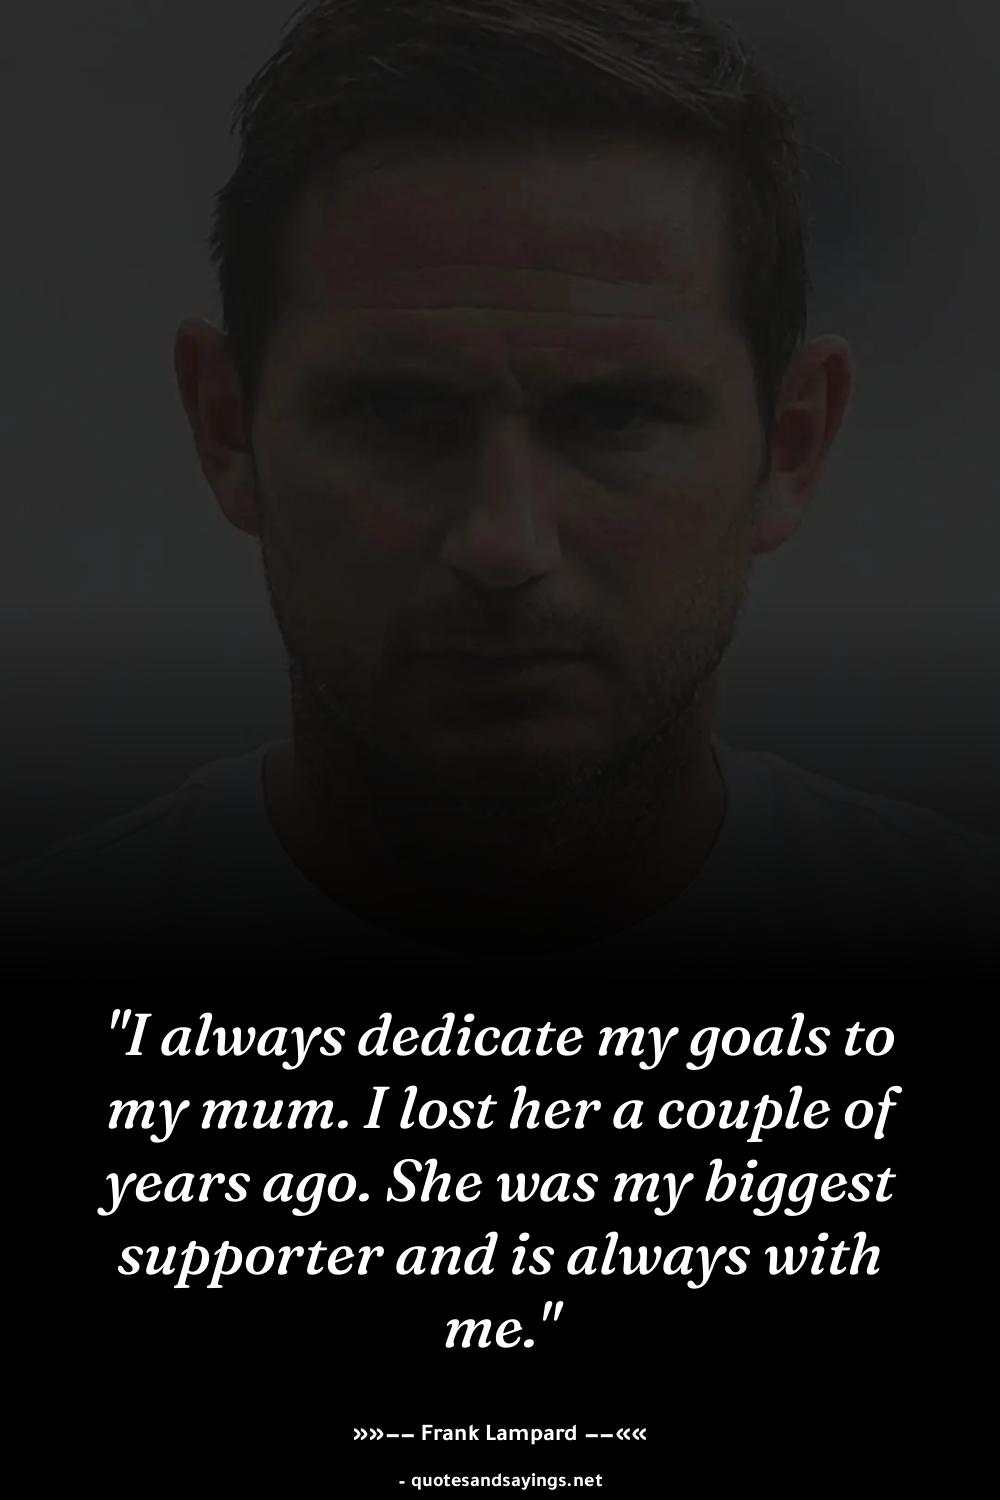 "I always dedicate my goals to
my mum. I lost her a couple of
years ago. She was my biggest
supporter and is always with
me."
»»–– Frank Lampard ––««
- quotesandsayings.net